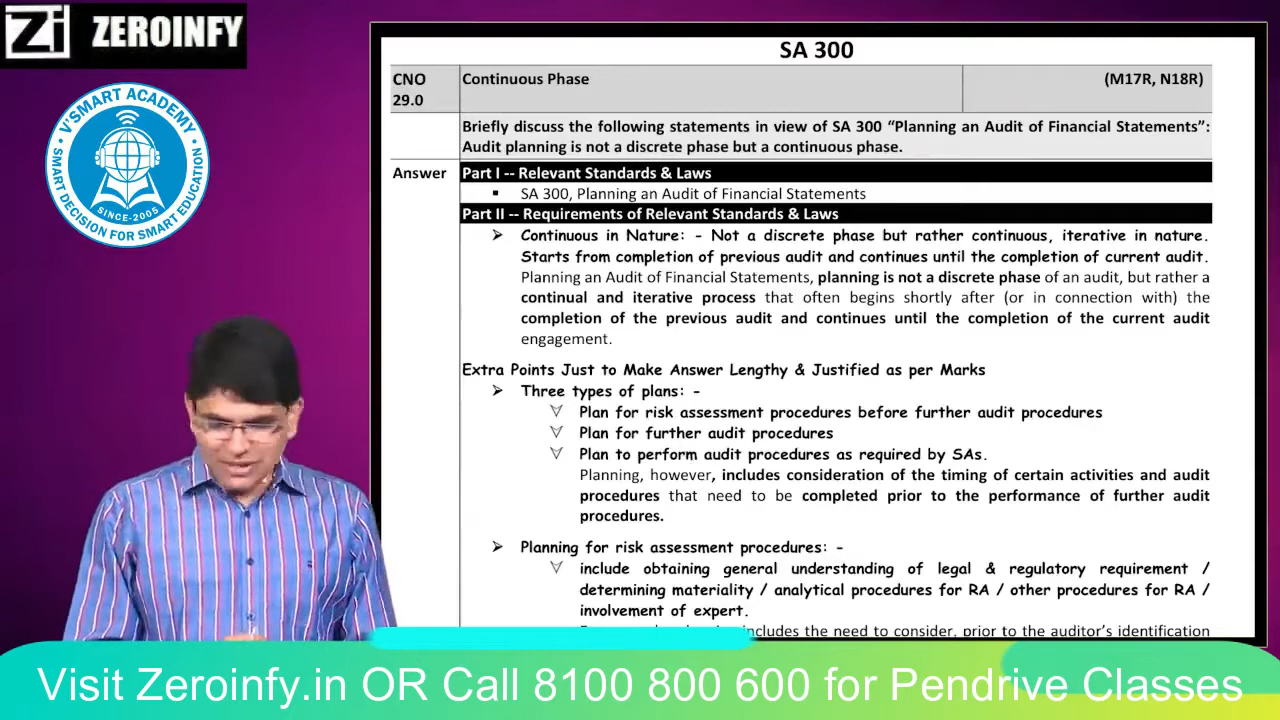 Zi ZEROINFY
V'SMART ACADEMY
SMART DECISION FOR SMART EDUCATION
SINCE-2005
SA 300
CNO 29.0
Continuous Phase
(M17R, N18R)
Briefly discuss the following statements in view of SA 300 “Planning an Audit of Financial Statements”:
Audit planning is not a discrete phase but a continuous phase.
Answer
Part I -- Relevant Standards & Laws
▪ SA 300, Planning an Audit of Financial Statements
Part II -- Requirements of Relevant Standards & Laws
➢ Continuous in Nature: - Not a discrete phase but rather continuous, iterative in nature.
Starts from completion of previous audit and continues until the completion of current audit.
Planning an Audit of Financial Statements, planning is not a discrete phase of an audit, but rather a
continual and iterative process that often begins shortly after (or in connection with) the
completion of the previous audit and continues until the completion of the current audit
engagement.
Extra Points Just to Make Answer Lengthy & Justified as per Marks
➢ Three types of plans: -
Plan for risk assessment procedures before further audit procedures
Plan for further audit procedures
Plan to perform audit procedures as required by SAs.
Planning, however, includes consideration of the timing of certain activities and audit
procedures that need to be completed prior to the performance of further audit
procedures.
➢ Planning for risk assessment procedures: -
include obtaining general understanding of legal & regulatory requirement /
determining materiality / analytical procedures for RA / other procedures for RA /
involvement of expert.
includes the need to consider, prior to the auditor's identification
Visit Zeroinfy.in OR Call 8100 800 600 for Pendrive Classes